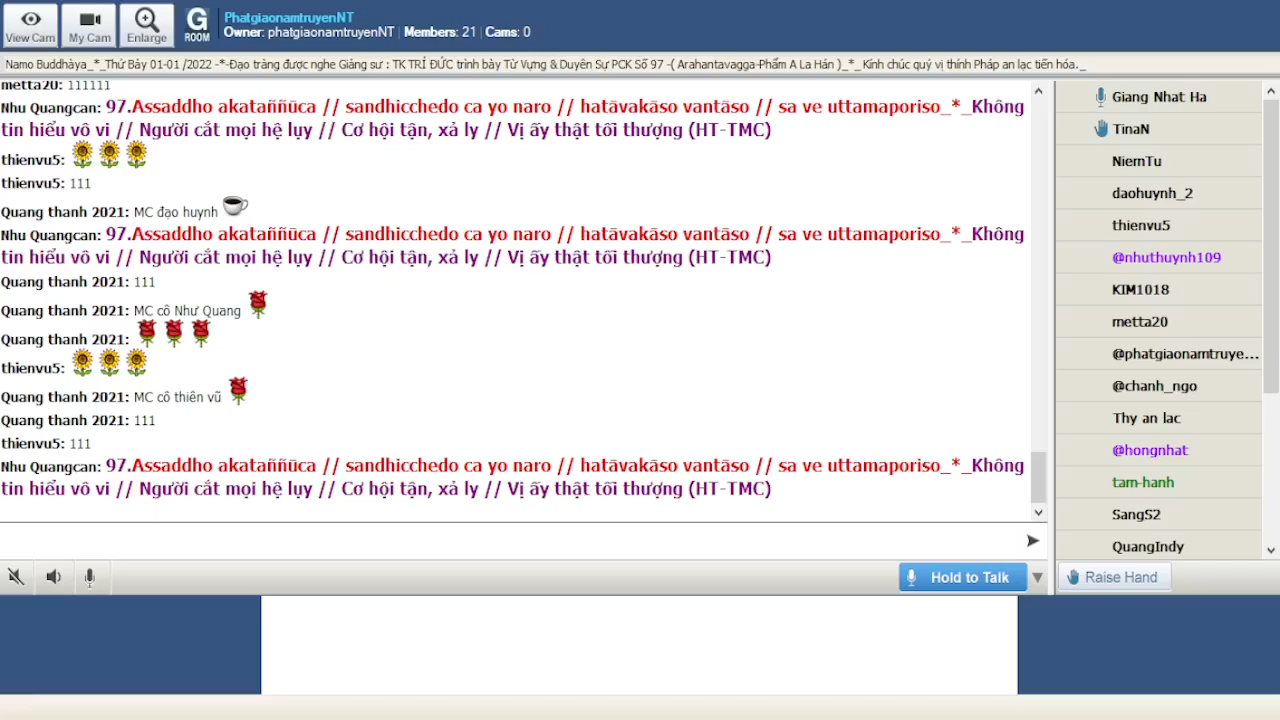 View Cam
My Cam
Enlarge
G
ROOM
PhatgiaonamtruyenNT
Owner: phatgiaonamtruyenNT | Members: 21 | Cams: 0
Namo Buddhàya_*_Thứ Bảy 01-01 /2022 -*-Đạo tràng được nghe Giảng sư : TK TRÍ ĐỨC trình bày Từ Vựng & Duyên Sự PCK Số 97 -( Arahantavagga-Phẩm A La Hán )_*_ Kính chúc quý vị thính Pháp an lạc tiến hóa._
metta20: 111111
Nhu Quangcan: 97.Assaddho akataññūca // sandhicchedo ca yo naro // hatāvakāso vantāso // sa ve uttamaporiso_*_Không
tin hiểu vô vi // Người cắt mọi hệ lụy // Cơ hội tận, xả ly // Vị ấy thật tối thượng (HT-TMC)
thienvu5:
thienvu5: 111
Quang thanh 2021: MC đạo huynh
Nhu Quangcan: 97.Assaddho akataññūca // sandhicchedo ca yo naro // hatāvakāso vantāso // sa ve uttamaporiso_*_Không
tin hiểu vô vi // Người cắt mọi hệ lụy // Cơ hội tận, xả ly // Vị ấy thật tối thượng (HT-TMC)
Quang thanh 2021: 111
Quang thanh 2021: MC cô Như Quang
Quang thanh 2021:
thienvu5:
Quang thanh 2021: MC cô thiên vũ
Quang thanh 2021: 111
thienvu5: 111
Nhu Quangcan: 97.Assaddho akataññūca // sandhicchedo ca yo naro // hatāvakāso vantāso // sa ve uttamaporiso_*_Không
tin hiểu vô vi // Người cắt mọi hệ lụy // Cơ hội tận, xả ly // Vị ấy thật tối thượng (HT-TMC)
Hold to Talk
Giang Nhat Ha
TinaN
NiemTu
daohuynh_2
thienvu5
@nhuthuynh109
KIM1018
metta20
@phatgiaonamtruye...
@chanh_ngo
Thy an lac
@hongnhat
tam-hanh
SangS2
QuangIndy
Raise Hand